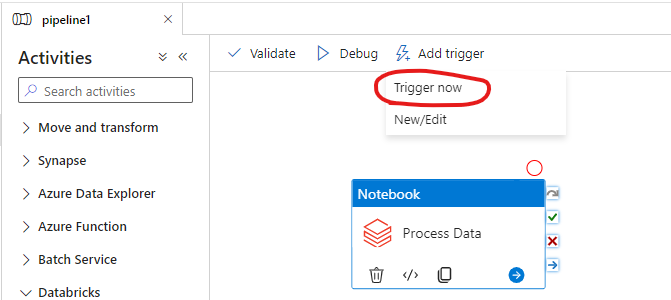 pipeline1
Activities
Search activities
Move and transform
Synapse
Azure Data Explorer
Azure Function
Batch Service
Databricks
Validate
Debug
Add trigger
Trigger now
New/Edit
Notebook
Process Data